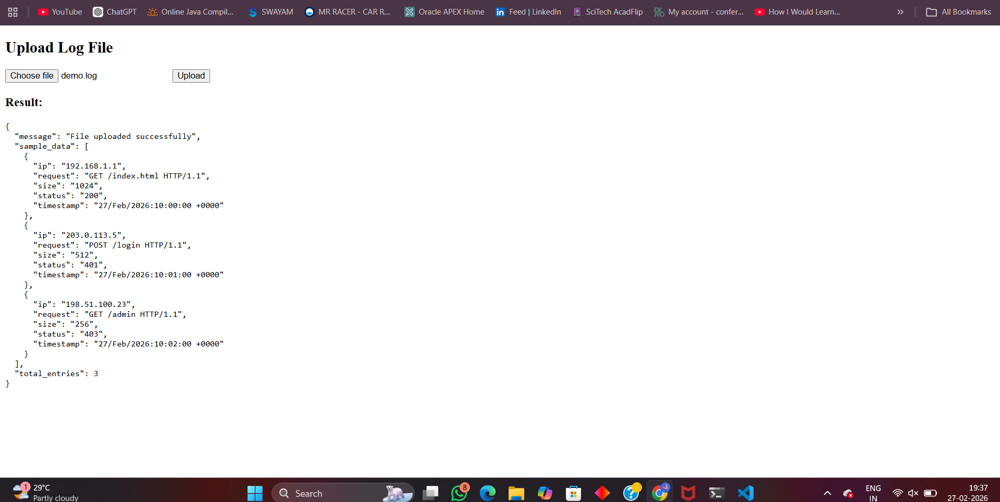 YouTube ChatGPT Online Java Compil... SWAYAM MR RACER - CAR R... Oracle APEX Home Feed | LinkedIn SciTech AcadFlip My account - confer... How I Would Learn... » All Bookmarks
Upload Log File
Choose file demo.log Upload
Result:
{
  "message": "File uploaded successfully",
  "sample_data": [
    {
      "ip": "192.168.1.1",
      "request": "GET /index.html HTTP/1.1",
      "size": "1024",
      "status": "200",
      "timestamp": "27/Feb/2026:10:00:00 +0000"
    },
    {
      "ip": "203.0.113.5",
      "request": "POST /login HTTP/1.1",
      "size": "512",
      "status": "401",
      "timestamp": "27/Feb/2026:10:01:00 +0000"
    },
    {
      "ip": "198.51.100.23",
      "request": "GET /admin HTTP/1.1",
      "size": "256",
      "status": "403",
      "timestamp": "27/Feb/2026:10:02:00 +0000"
    }
  ],
  "total_entries": 3
}
1 29°C
Partly cloudy
Search
8
ENG
IN
19:37
27-02-2026